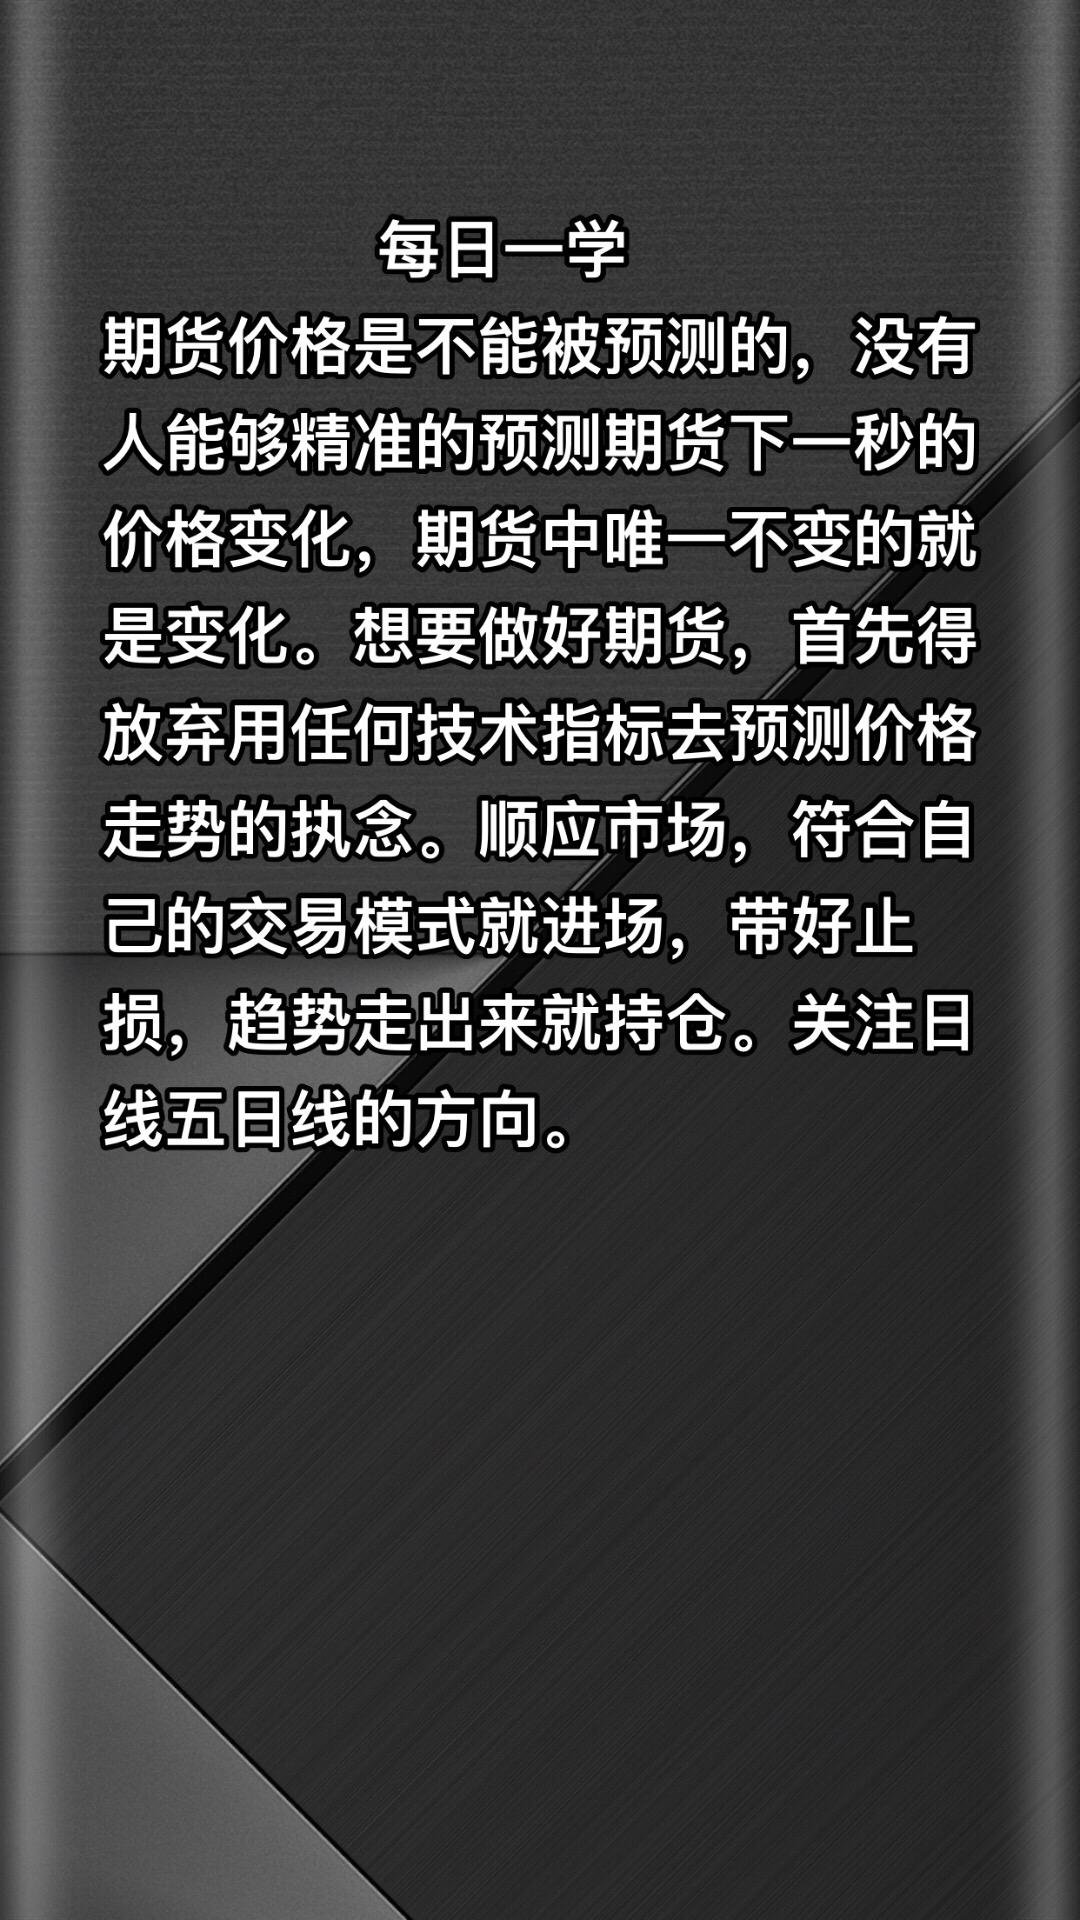 每日一学
期货价格是不能被预测的，没有
人能够精准的预测期货下一秒的
价格变化，期货中唯一不变的就
是变化。想要做好期货，首先得
放弃用任何技术指标去预测价格
走势的执念。顺应市场，符合自
己的交易模式就进场，带好止
损，趋势走出来就持仓。关注日
线五日线的方向。